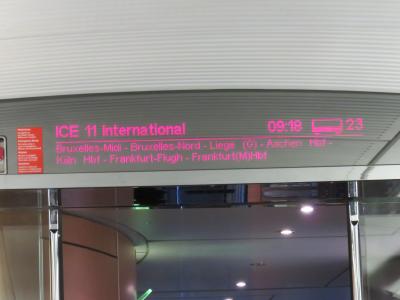 ICE 11 International 09:18 23
Bruxelles-Midi - Bruxelles-Nord - Liege (G) - Aachen Hbf -
Köln Hbf - Frankfurt-Flugh - Frankfurt(M)Hbf